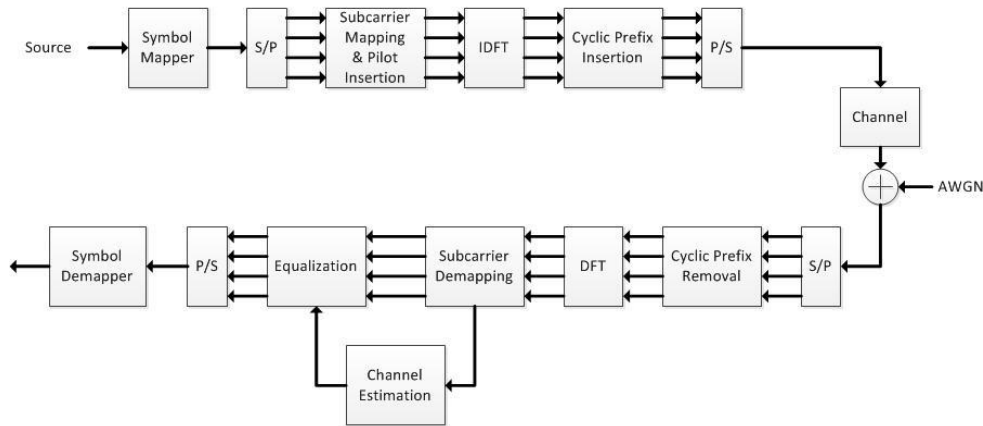 Source
Symbol
Mapper
S/P
Subcarrier
Mapping
& Pilot
Insertion
IDFT
Cyclic Prefix
Insertion
P/S
Channel
AWGN
Symbol
Demapper
P/S
Equalization
Subcarrier
Demapping
DFT
Cyclic Prefix
Removal
S/P
Channel
Estimation